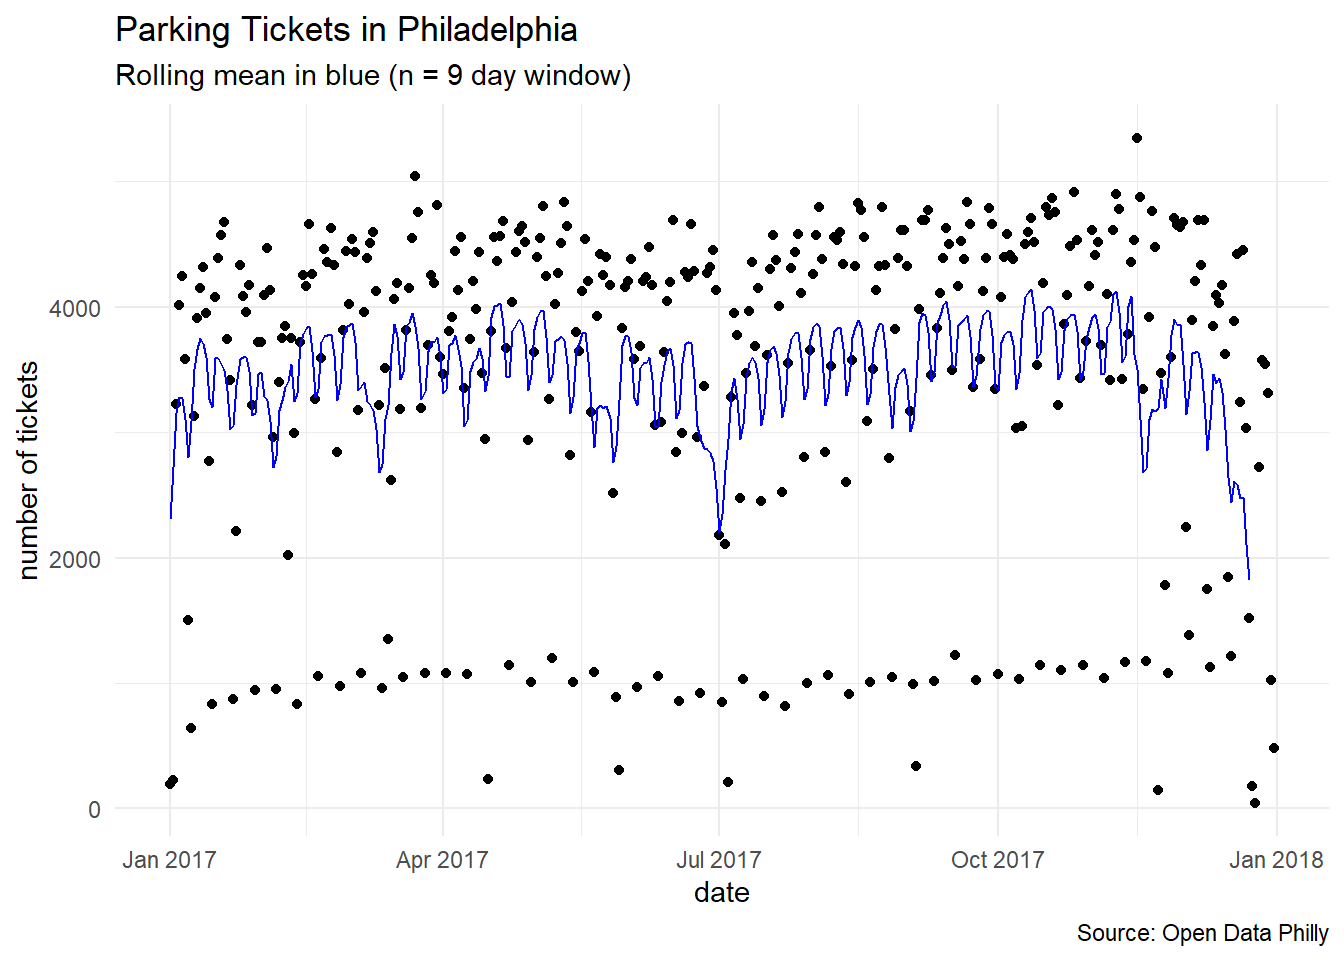 Parking Tickets in Philadelphia
Rolling mean in blue (n = 9 day window)
number of tickets
4000
2000
0
Jan 2017
Apr 2017
Jul 2017
Oct 2017
Jan 2018
date
Source: Open Data Philly